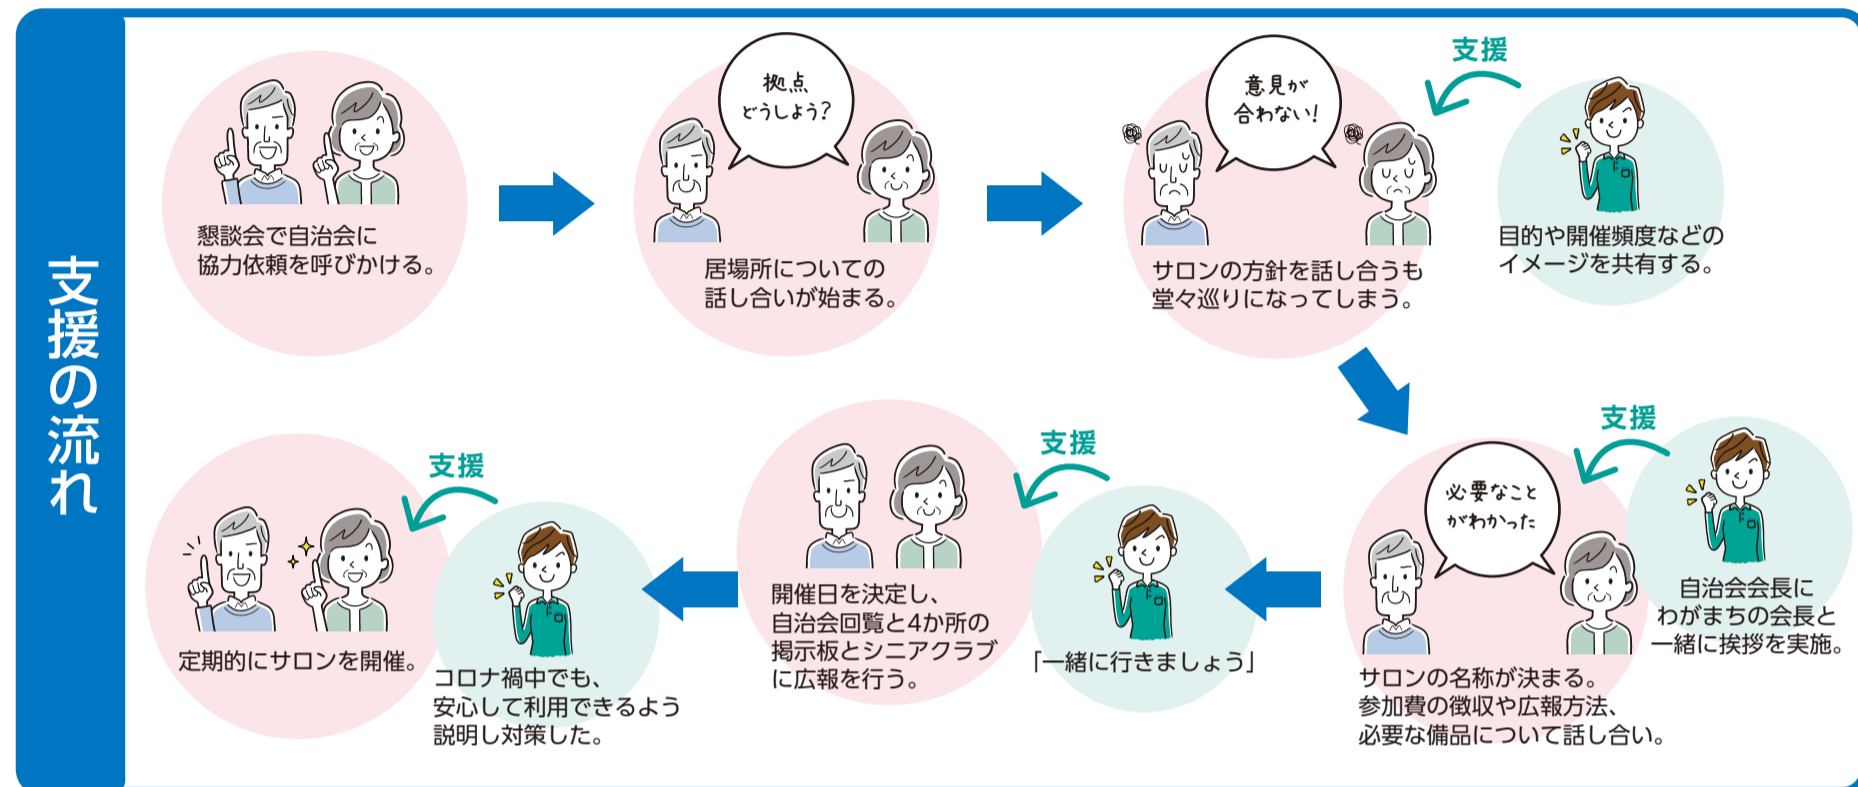 支援の流れ
懇談会で自治会に
協力依頼を呼びかける。
拠点
どうしよう?
居場所についての
話し合いが始まる。
意見が
合わない!
サロンの方針を話し合うも
堂々巡りになってしまう。
支援
目的や開催頻度などの
イメージを共有する。
必要なこと
がわかった
サロンの名称が決まる。
参加費の徴収や広報方法、
必要な備品について話し合い。
支援
自治会会長に
わがまちの会長と
一緒に挨拶を実施。
開催日を決定し、
自治会回覧と4か所の
掲示板とシニアクラブ
に広報を行う。
支援
「一緒に行きましょう」
定期的にサロンを開催。
支援
コロナ禍中でも、
安心して利用できるよう
説明し対策した。